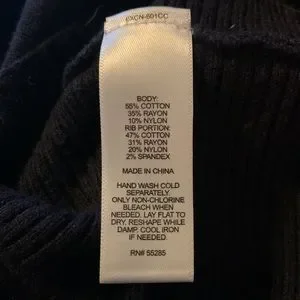 6XCN-601CC
BODY:
55% COTTON
35% RAYON
10% NYLON
RIB PORTION:
47% COTTON
31% RAYON
20% NYLON
2% SPANDEX
MADE IN CHINA
HAND WASH COLD
SEPARATELY.
ONLY NON-CHLORINE
BLEACH WHEN
NEEDED. LAY FLAT TO
DRY. RESHAPE WHILE
DAMP. COOL IRON
IF NEEDED.
RN# 55285